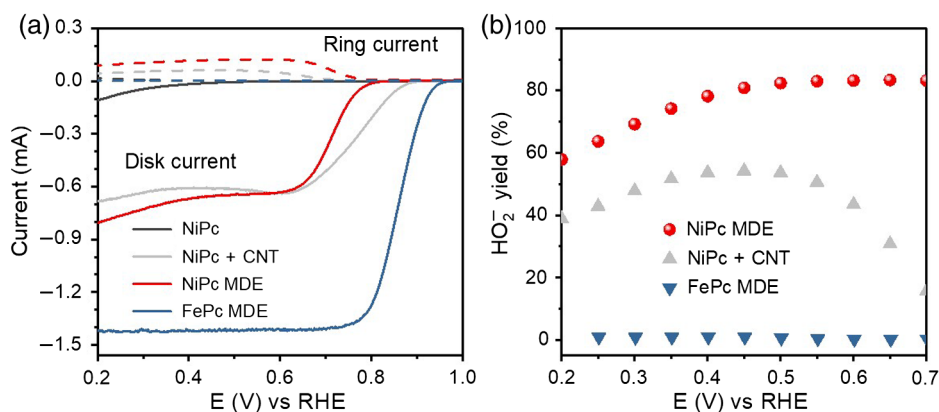 (a)
0.3
0.0
−0.3
−0.6
−0.9
−1.2
−1.5
Current (mA)
Ring current
Disk current
NiPc
NiPc + CNT
NiPc MDE
FePc MDE
0.2
0.4
0.6
0.8
1.0
E (V) vs RHE
(b)
100
80
60
40
20
0
HO₂⁻ yield (%)
NiPc MDE
NiPc + CNT
FePc MDE
0.2
0.3
0.4
0.5
0.6
0.7
E (V) vs RHE